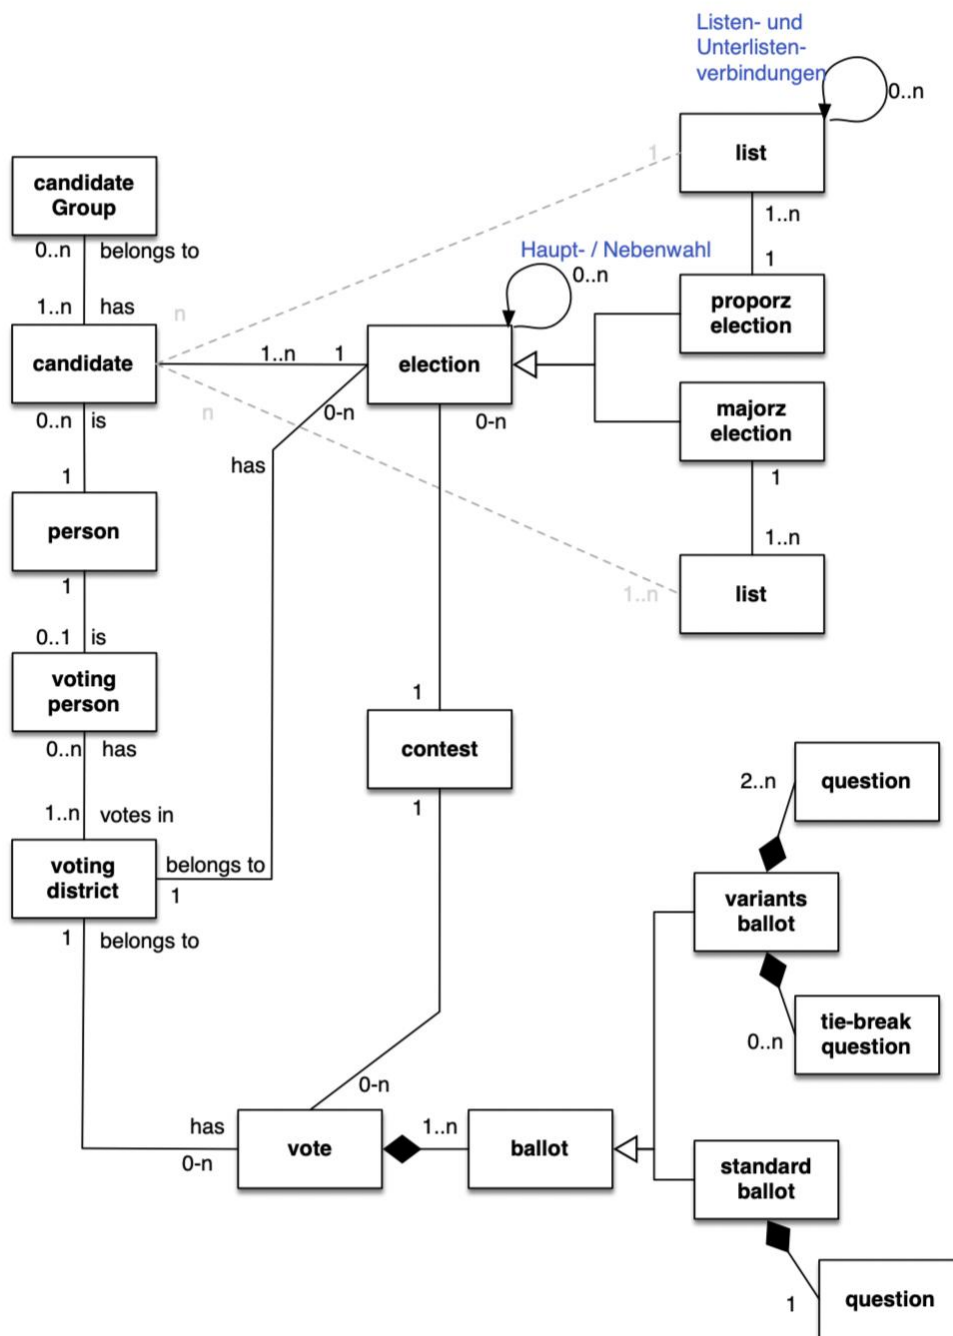 Listen- und
Unterlisten-
verbindungen
0..n
list
1
1..n
candidate
Group
0..n belongs to
Haupt- / Nebenwahl
1
0..n
proporz
election
1..n has
n
candidate
1..n 1
election
n
0-n
0-n
majorz
election
0..n is
has
1
1
person
1..n
1
list
1..n
0..1 is
voting
person
1
contest
0..n has
1
question
2..n
1..n votes in
voting
district
belongs to
1
variants
ballot
1 belongs to
tie-break
question
0..n
0-n
has
1..n
vote
ballot
0-n
standard
ballot
question
1